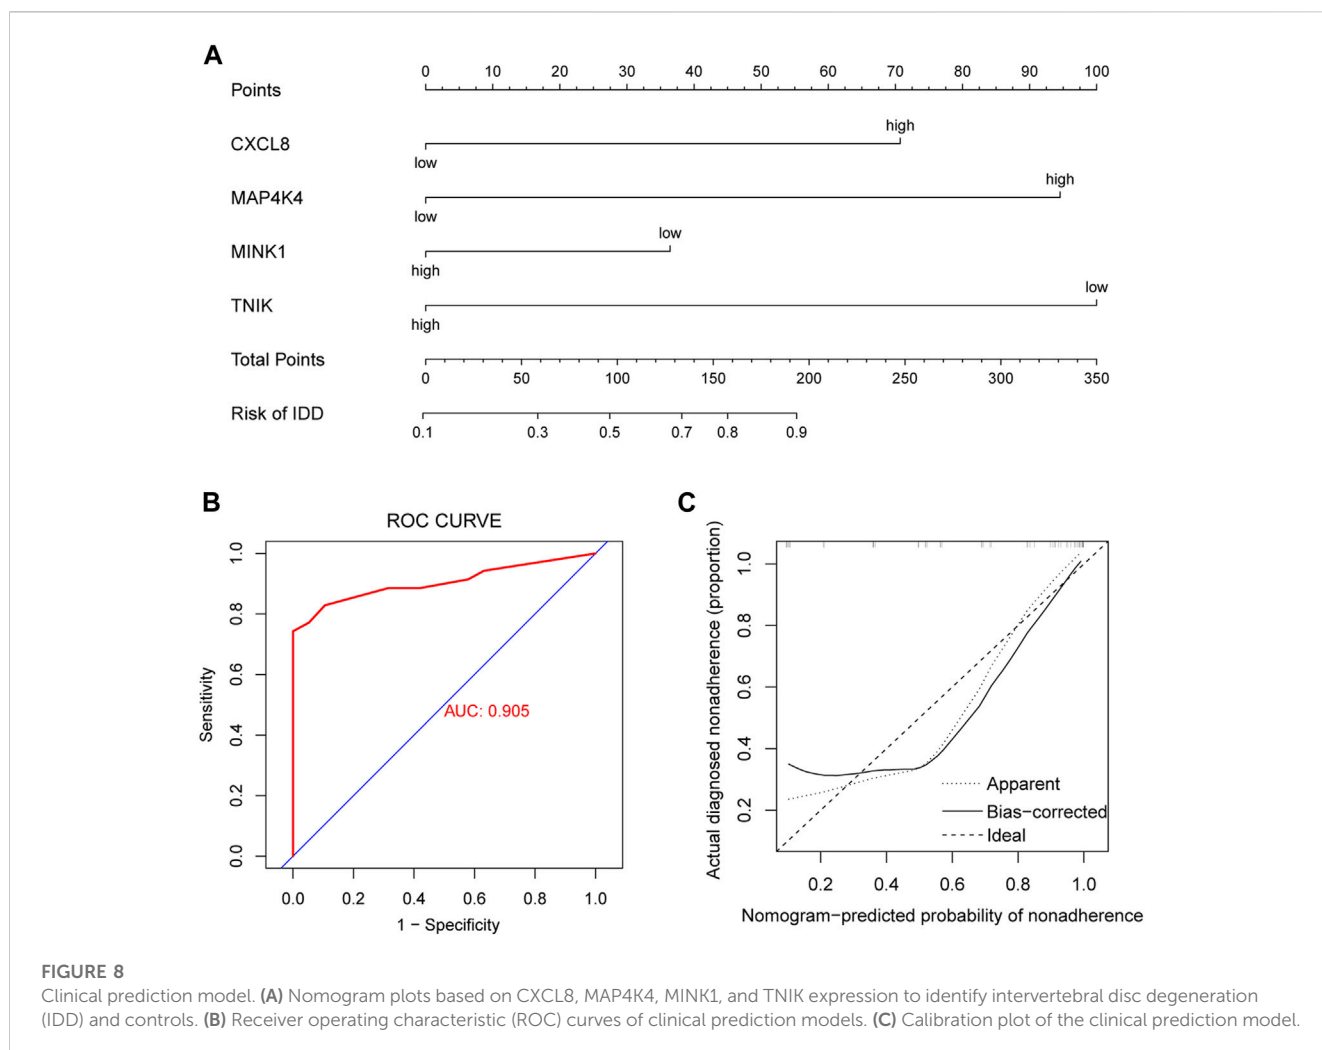 A
Points
0 10 20 30 40 50 60 70 80 90 100
CXCL8
high
low
MAP4K4
high
low
MINK1
low
high
TNIK
low
high
Total Points
0 50 100 150 200 250 300 350
Risk of IDD
0.1 0.3 0.5 0.7 0.8 0.9
B
ROC CURVE
Sensitivity
1.0
0.8
0.6
0.4
0.2
0.0
AUC: 0.905
0.0 0.2 0.4 0.6 0.8 1.0
1 − Specificity
C
Actual diagnosed nonadherence (proportion)
1.0
0.8
0.6
0.4
0.2
Apparent
Bias−corrected
Ideal
0.2 0.4 0.6 0.8 1.0
Nomogram−predicted probability of nonadherence
FIGURE 8
Clinical prediction model. (A) Nomogram plots based on CXCL8, MAP4K4, MINK1, and TNIK expression to identify intervertebral disc degeneration
(IDD) and controls. (B) Receiver operating characteristic (ROC) curves of clinical prediction models. (C) Calibration plot of the clinical prediction model.